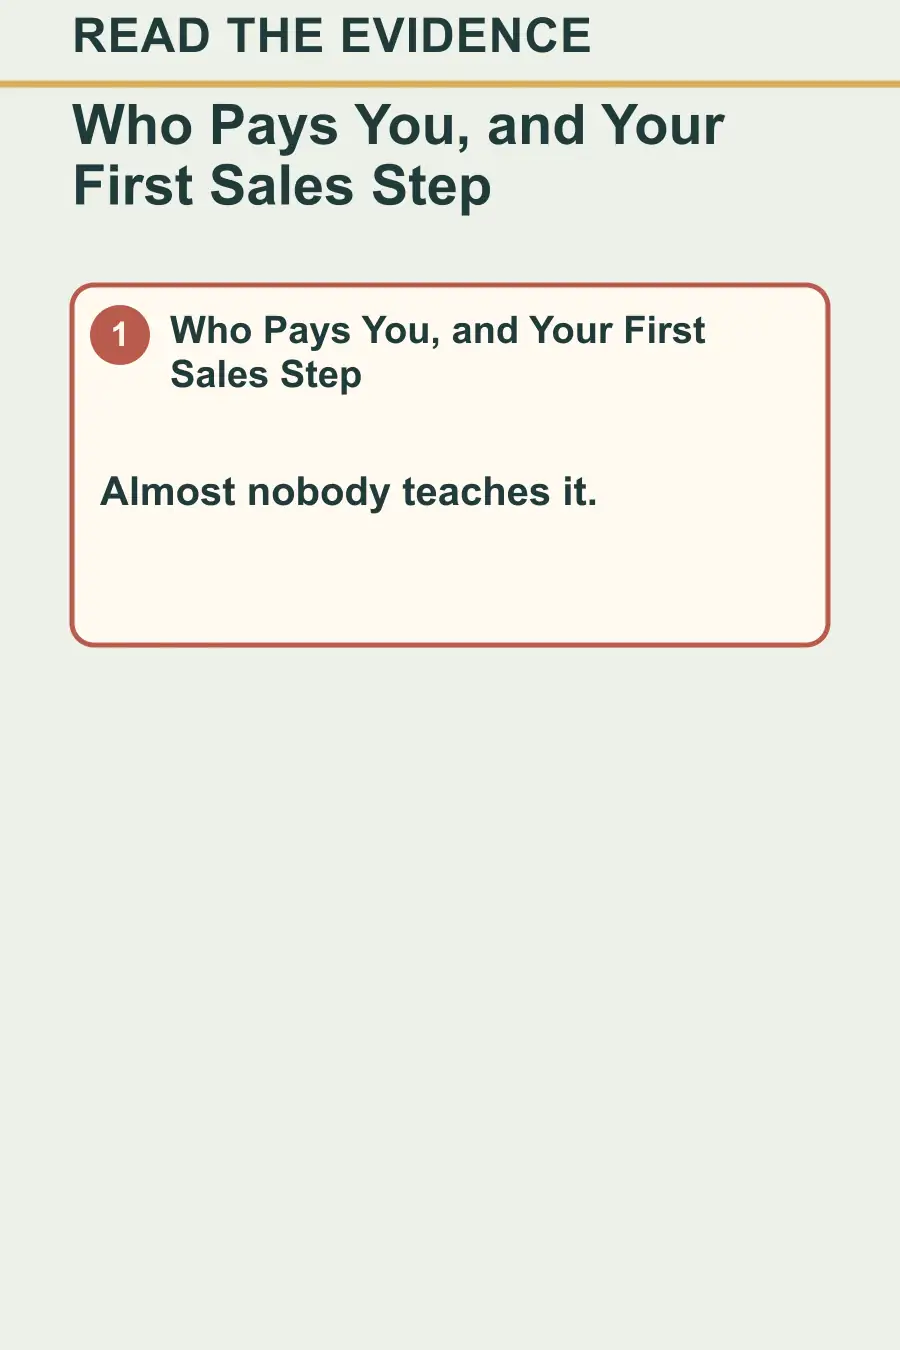 READ THE EVIDENCE
Who Pays You, and Your
First Sales Step
1
Who Pays You, and Your First
Sales Step
Almost nobody teaches it.